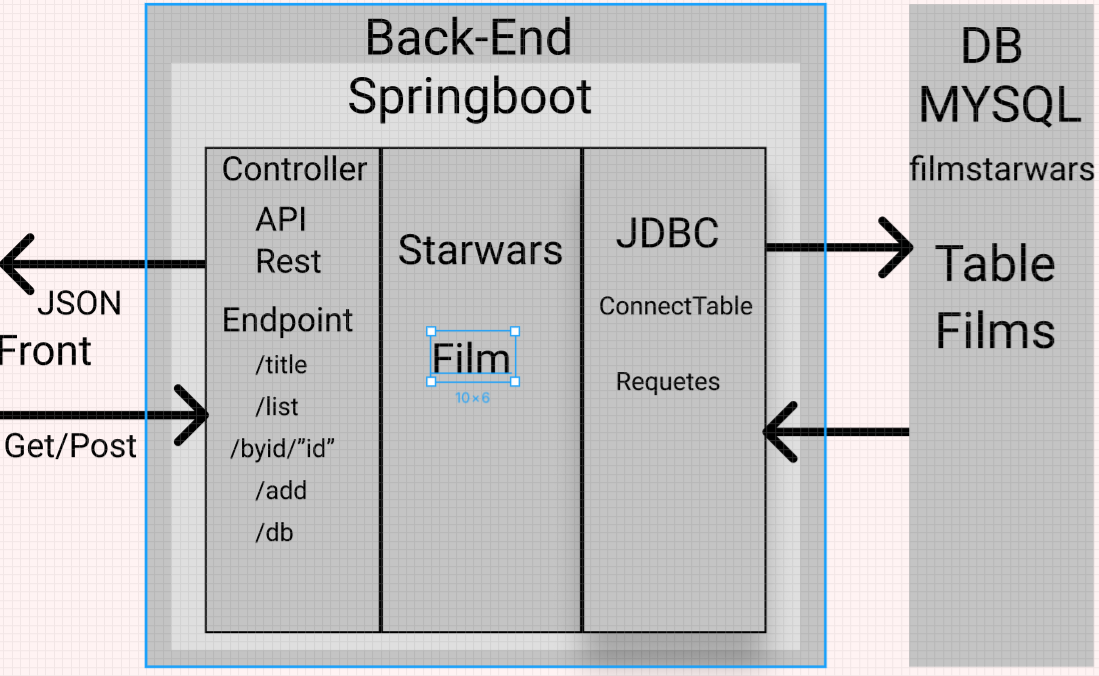 Back-End
Springboot
Controller
API
Rest
Endpoint
/title
/list
/byid/”id”
/add
/db
Starwars
Film
10×6
JDBC
ConnectTable
Requetes
DB
MYSQL
filmstarwars
Table
Films
JSON
Front
Get/Post